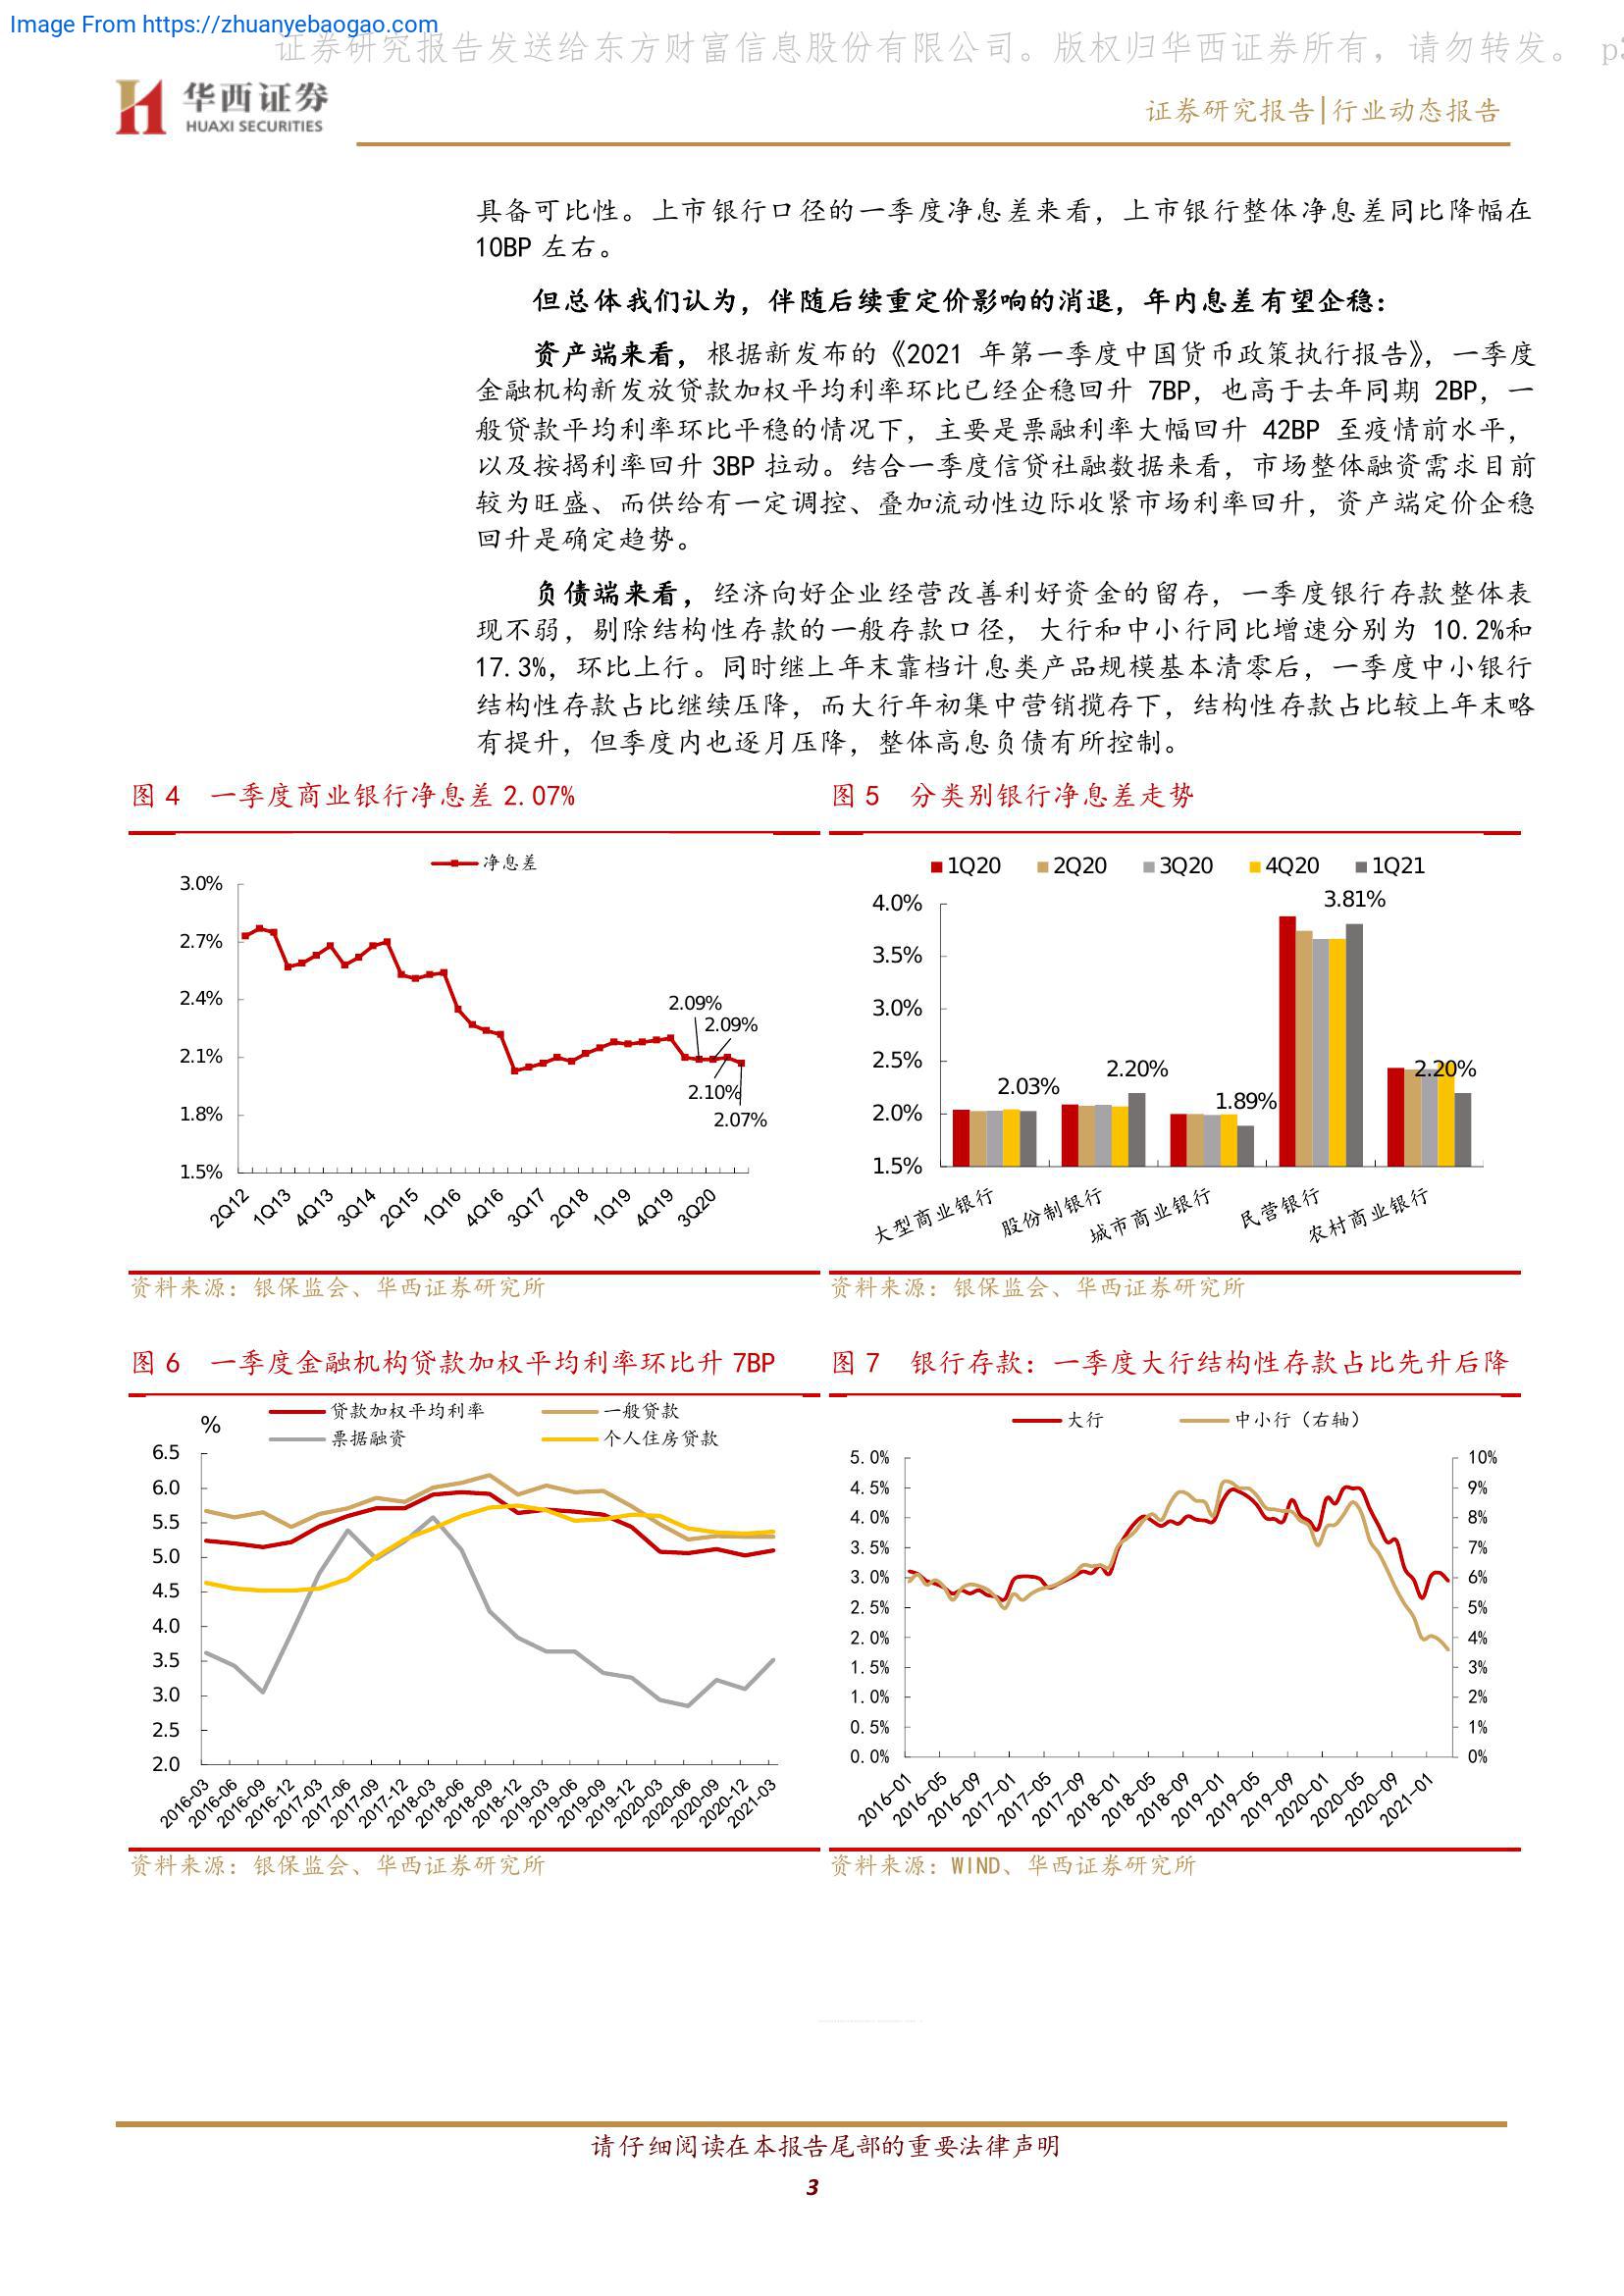 Image From https://zhuanyebaogao.com
证券研究报告发送给东方财富信息股份有限公司。版权归华西证券所有，请勿转发。 p3
华西证券
HUAXI SECURITIES
证券研究报告|行业动态报告
具备可比性。上市银行口径的一季度净息差来看，上市银行整体净息差同比降幅在
10BP 左右。
但总体我们认为，伴随后续重定价影响的消退，年内息差有望企稳：
资产端来看，根据新发布的《2021 年第一季度中国货币政策执行报告》，一季度
金融机构新发放贷款加权平均利率环比已经企稳回升 7BP，也高于去年同期 2BP，一
般贷款平均利率环比平稳的情况下，主要是票融利率大幅回升 42BP 至疫情前水平，
以及按揭利率回升 3BP 拉动。结合一季度信贷社融数据来看，市场整体融资需求目前
较为旺盛、而供给有一定调控、叠加流动性边际收紧市场利率回升，资产端定价企稳
回升是确定趋势。
负债端来看，经济向好企业经营改善利好资金的留存，一季度银行存款整体表
现不弱，剔除结构性存款的一般存款口径，大行和中小行同比增速分别为 10.2%和
17.3%，环比上行。同时继上年末靠档计息类产品规模基本清零后，一季度中小银行
结构性存款占比继续压降，而大行年初集中营销揽存下，结构性存款占比较上年末略
有提升，但季度内也逐月压降，整体高息负债有所控制。
图 4 一季度商业银行净息差 2.07%
净息差
3.0%
2.7%
2.4%
2.1%
1.8%
1.5%
2.09%
2.09%
2.10%
2.07%
2Q12 1Q13 4Q13 3Q14 2Q15 1Q16 4Q16 3Q17 2Q18 1Q19 4Q19 3Q20
资料来源：银保监会、华西证券研究所
图 5 分类别银行净息差走势
1Q20 2Q20 3Q20 4Q20 1Q21
4.0%
3.5%
3.0%
2.5%
2.0%
1.5%
2.03%
2.20%
1.89%
3.81%
2.20%
大型商业银行 股份制银行 城市商业银行 民营银行 农村商业银行
资料来源：银保监会、华西证券研究所
图 6 一季度金融机构贷款加权平均利率环比升 7BP
%
贷款加权平均利率 一般贷款
票据融资 个人住房贷款
6.5
6.0
5.5
5.0
4.5
4.0
3.5
3.0
2.5
2.0
2016-03 2016-06 2016-09 2016-12 2017-03 2017-06 2017-09 2017-12 2018-03 2018-06 2018-09 2018-12 2019-03 2019-06 2019-09 2019-12 2020-03 2020-06 2020-09 2020-12 2021-03
资料来源：银保监会、华西证券研究所
图 7 银行存款：一季度大行结构性存款占比先升后降
大行 中小行（右轴）
5.0% 10%
4.5% 9%
4.0% 8%
3.5% 7%
3.0% 6%
2.5% 5%
2.0% 4%
1.5% 3%
1.0% 2%
0.5% 1%
0.0% 0%
2016-01 2016-05 2016-09 2017-01 2017-05 2017-09 2018-01 2018-05 2018-09 2019-01 2019-05 2019-09 2020-01 2020-05 2020-09 2021-01
资料来源：WIND、华西证券研究所
请仔细阅读在本报告尾部的重要法律声明
3